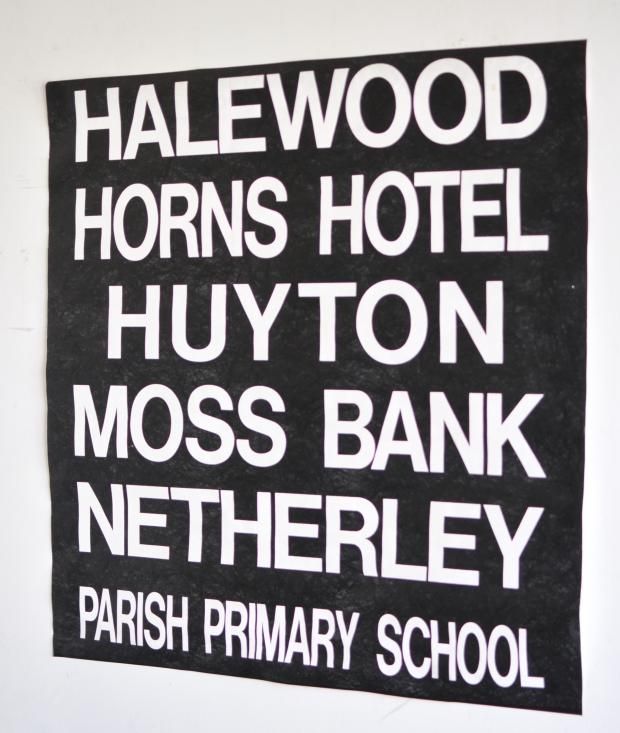 HALEWOOD
HORNS HOTEL
HUYTON
MOSS BANK
NETHERLEY
PARISH PRIMARY SCHOOL